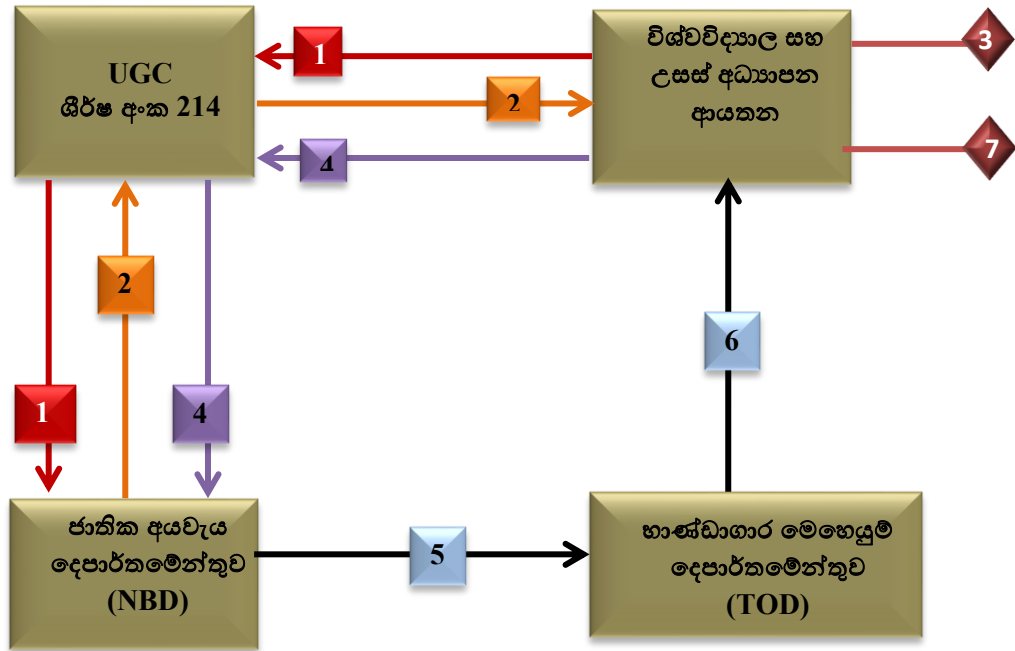 UGC
ශීර්ෂ අංක 214
1
2
4
විශ්වවිද්‍යාල සහ
උසස් අධ්‍යාපන
ආයතන
3
7
2
6
1
4
ජාතික අයවැය
දෙපාර්තමේන්තුව
(NBD)
5
භාණ්ඩාගාර මෙහෙයුම්
දෙපාර්තමේන්තුව
(TOD)